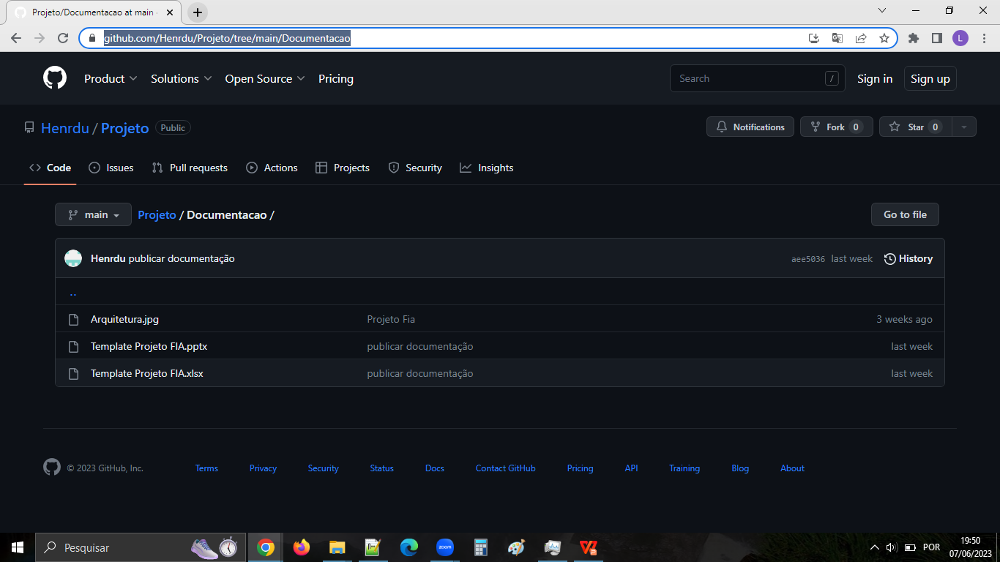 Projeto/Documentacao at main
github.com/Henrdu/Projeto/tree/main/Documentacao
L
Product Solutions Open Source Pricing Search / Sign in Sign up
Henrdu / Projeto Public Notifications Fork 0 Star 0
Code Issues Pull requests Actions Projects Security Insights
main Projeto / Documentacao / Go to file
Henrdu publicar documentação aee5036 last week History
..
Arquitetura.jpg Projeto Fia 3 weeks ago
Template Projeto FIA.pptx publicar documentação last week
Template Projeto FIA.xlsx publicar documentação last week
© 2023 GitHub, Inc. Terms Privacy Security Status Docs Contact GitHub Pricing API Training Blog About
Pesquisar zoom POR 19:50
07/06/2023